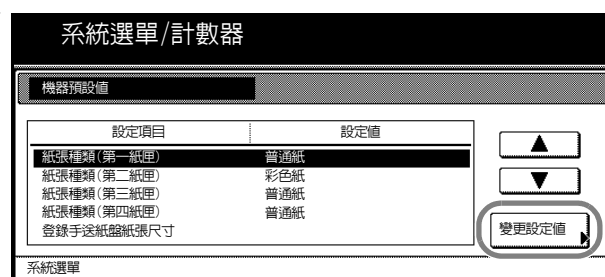 系統選單/計數器
機器預設值
設定項目 設定值
紙張種類(第一紙匣) 普通紙
紙張種類(第二紙匣) 彩色紙
紙張種類(第三紙匣) 普通紙
紙張種類(第四紙匣) 普通紙
登錄手送紙盤紙張尺寸
變更設定值
系統選單